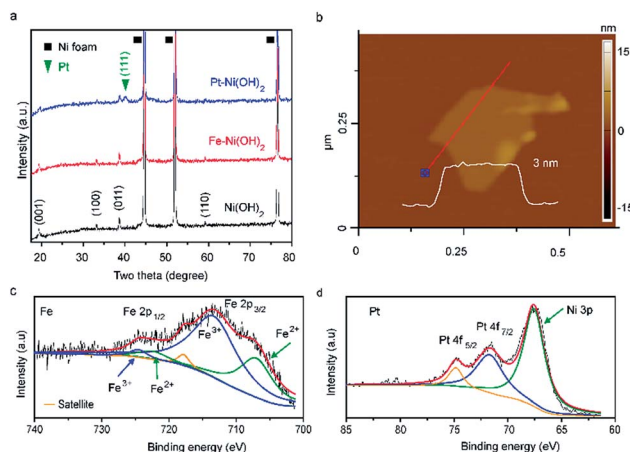 a
■ Ni foam
▼ Pt
(111)
Pt-Ni(OH)2
Fe-Ni(OH)2
Ni(OH)2
(001)
(100)
(011)
(110)
Intensity (a.u.)
20 30 40 50 60 70 80
Two theta (degree)
b
nm
15
0
-15
μm
0.25
0
3 nm
0.25
0.5
c
Fe
Fe 2p1/2
Fe 2p3/2
Fe3+
Fe2+
Fe3+
Fe2+
Satellite
Intensity (a.u)
740 730 720 710 700
Binding energy (eV)
d
Pt
Ni 3p
Pt 4f7/2
Pt 4f5/2
Intensity (a.u)
85 80 75 70 65 60
Binding energy (eV)